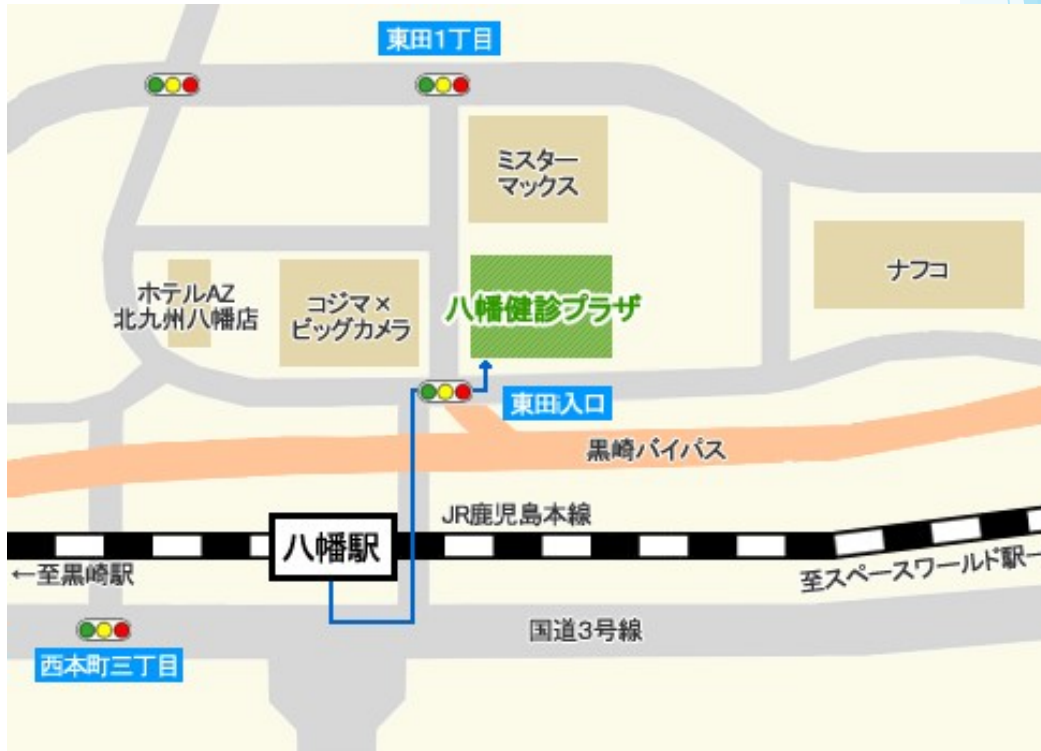 東田1丁目
ミスター
マックス
ナフコ
ホテルAZ
北九州八幡店
コジマ×
ビッグカメラ
八幡健診プラザ
東田入口
黒崎バイパス
JR鹿児島本線
八幡駅
←至黒崎駅
至スペースワールド駅→
国道3号線
西本町三丁目